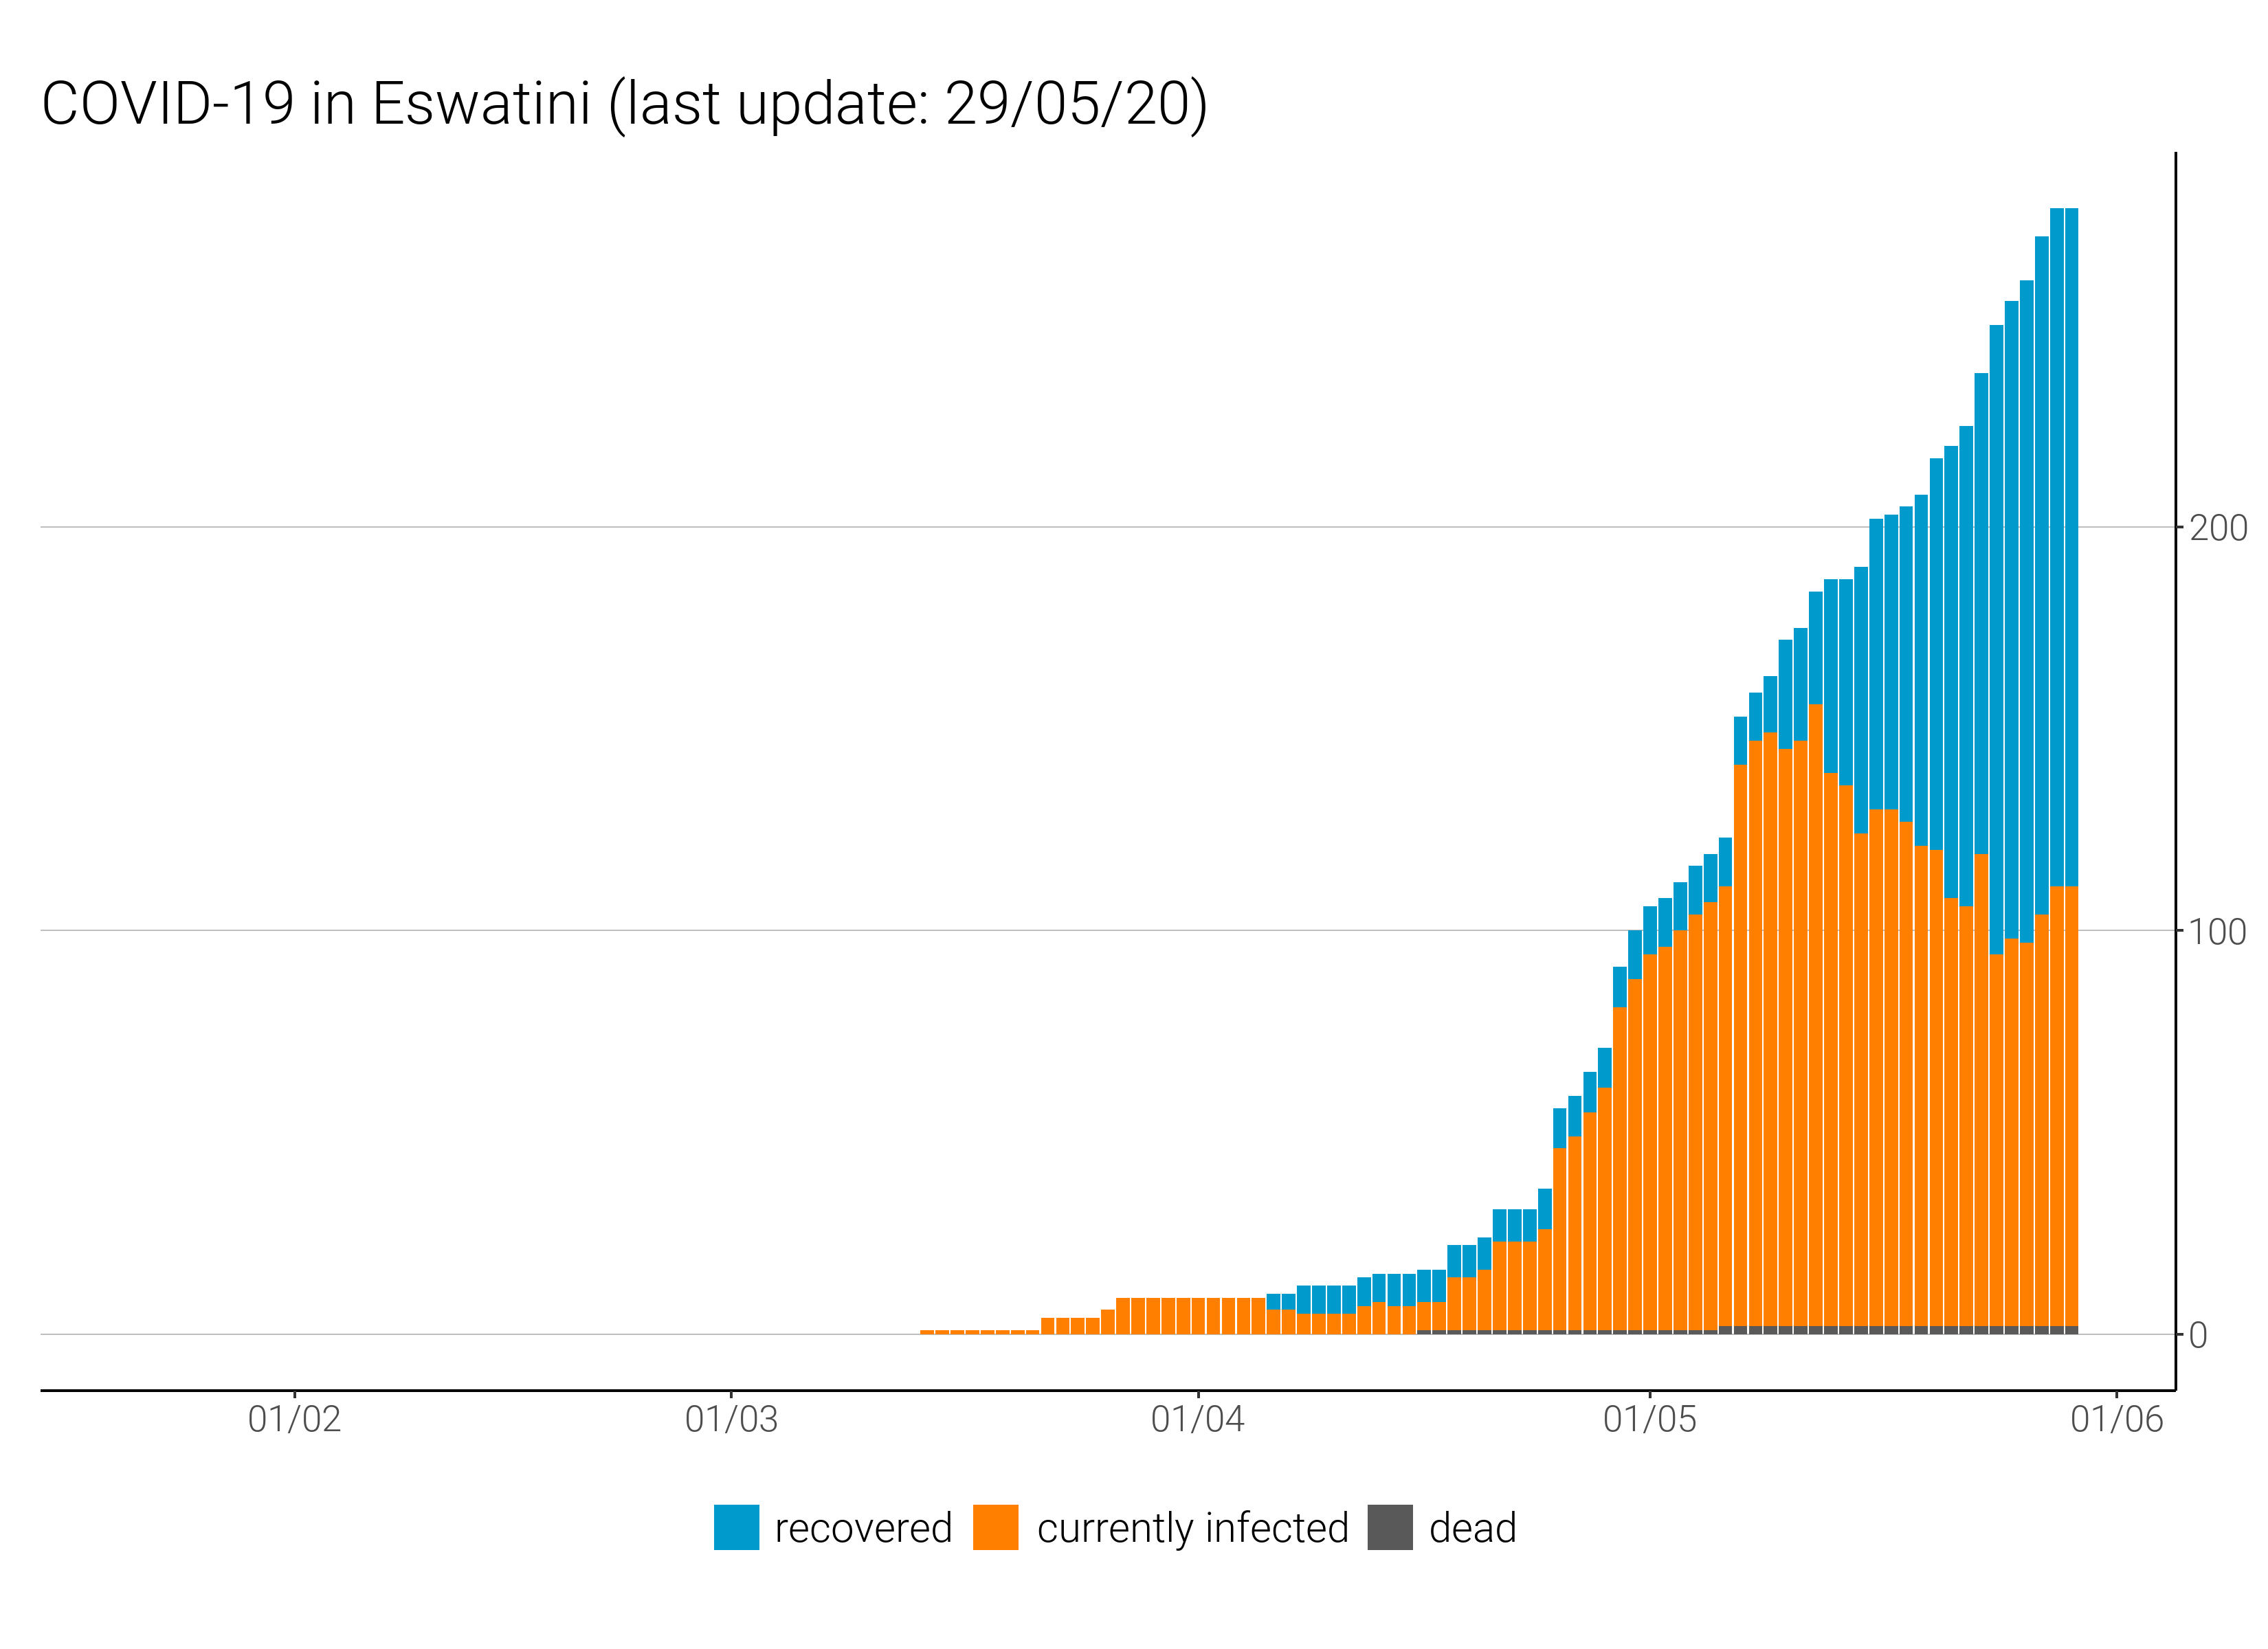 COVID-19 in Eswatini (last update: 29/05/20)
200
100
0
01/02 01/03 01/04 01/05 01/06
recovered currently infected dead